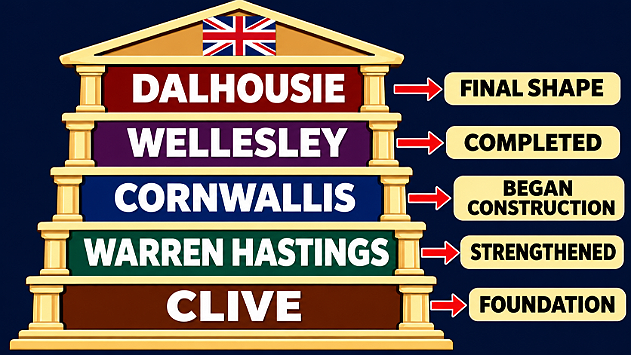 DALHOUSIE
FINAL SHAPE
WELLESLEY
COMPLETED
CORNWALLIS
BEGAN
CONSTRUCTION
WARREN HASTINGS
STRENGTHENED
CLIVE
FOUNDATION